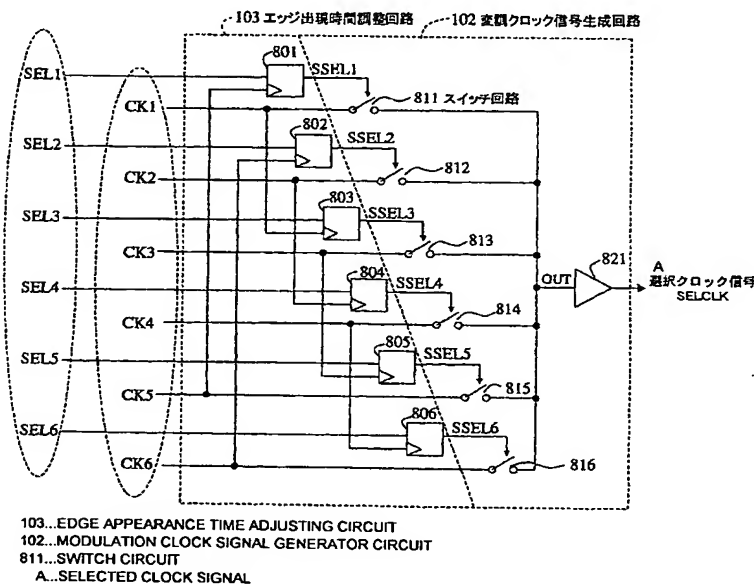 103 エッジ出現時間調整回路
102 変調クロック信号生成回路
801
SEL1
SSEL1
CK1
811 スイッチ回路
802
SEL2
SSEL2
CK2
812
803
SEL3
SSEL3
CK3
813
821
A
OUT
選択クロック信号
SELCLK
804
SEL4
SSEL4
CK4
814
805
SEL5
SSEL5
CK5
815
806
SEL6
SSEL6
CK6
816
103...EDGE APPEARANCE TIME ADJUSTING CIRCUIT
102...MODULATION CLOCK SIGNAL GENERATOR CIRCUIT
811...SWITCH CIRCUIT
A...SELECTED CLOCK SIGNAL